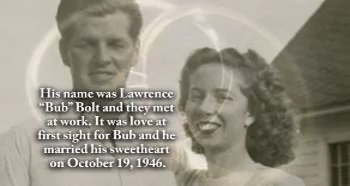 His name was Lawrence
“Bub” Bolt and they met
at work. It was love at
first sight for Bub and he
married his sweetheart
on October 19, 1946.